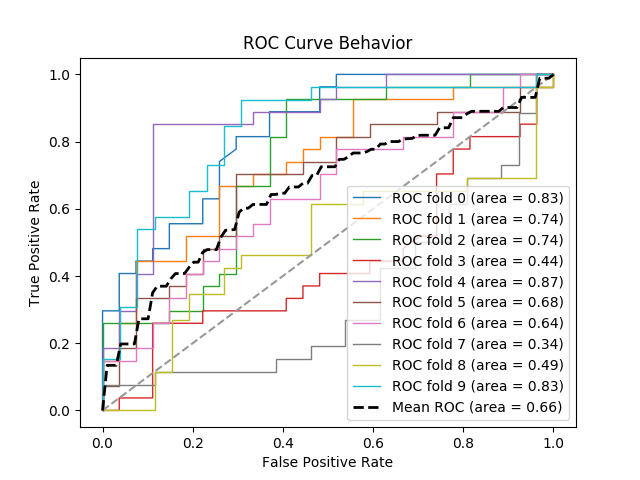 ROC Curve Behavior
True Positive Rate
1.0
0.8
0.6
0.4
0.2
0.0
ROC fold 0 (area = 0.83)
ROC fold 1 (area = 0.74)
ROC fold 2 (area = 0.74)
ROC fold 3 (area = 0.44)
ROC fold 4 (area = 0.87)
ROC fold 5 (area = 0.68)
ROC fold 6 (area = 0.64)
ROC fold 7 (area = 0.34)
ROC fold 8 (area = 0.49)
ROC fold 9 (area = 0.83)
Mean ROC (area = 0.66)
0.0 0.2 0.4 0.6 0.8 1.0
False Positive Rate